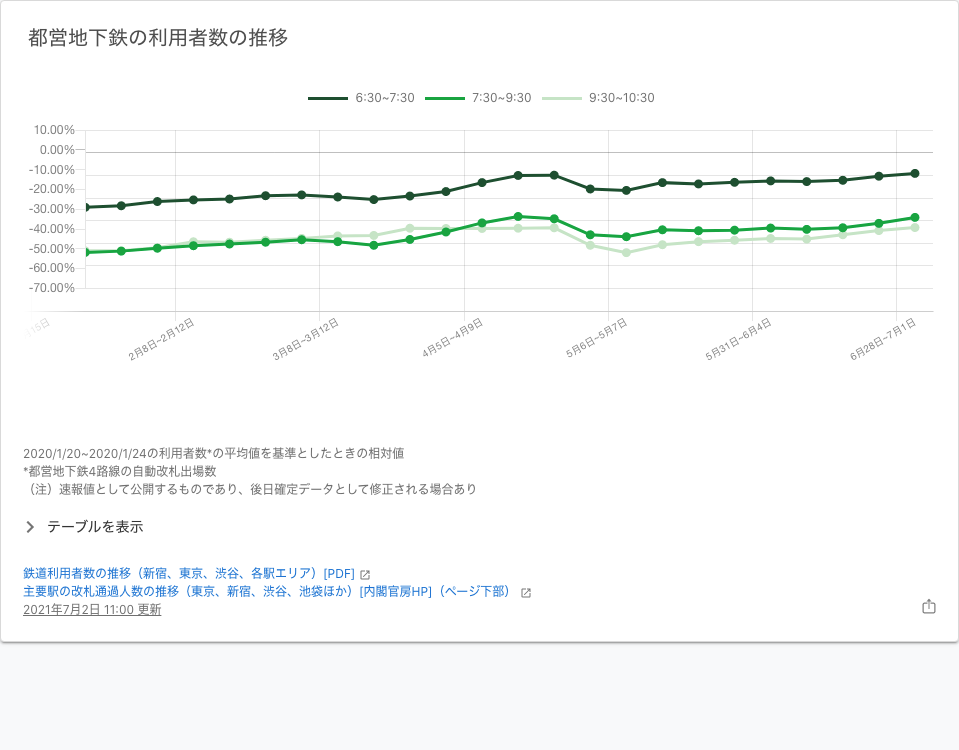 都営地下鉄の利用者数の推移
6:30~7:30 7:30~9:30 9:30~10:30
10.00%
0.00%
-10.00%
-20.00%
-30.00%
-40.00%
-50.00%
-60.00%
-70.00%
2月8日~2月12日
3月8日~3月12日
4月5日~4月9日
5月6日~5月7日
5月31日~6月4日
6月28日~7月1日
2020/1/20~2020/1/24の利用者数*の平均値を基準としたときの相対値
*都営地下鉄4路線の自動改札出場数
（注）速報値として公開するものであり、後日確定データとして修正される場合あり
テーブルを表示
鉄道利用者数の推移（新宿、東京、渋谷、各駅エリア）[PDF]
主要駅の改札通過人数の推移（東京、新宿、渋谷、池袋ほか）[内閣官房HP]（ページ下部）
2021年7月2日 11:00 更新